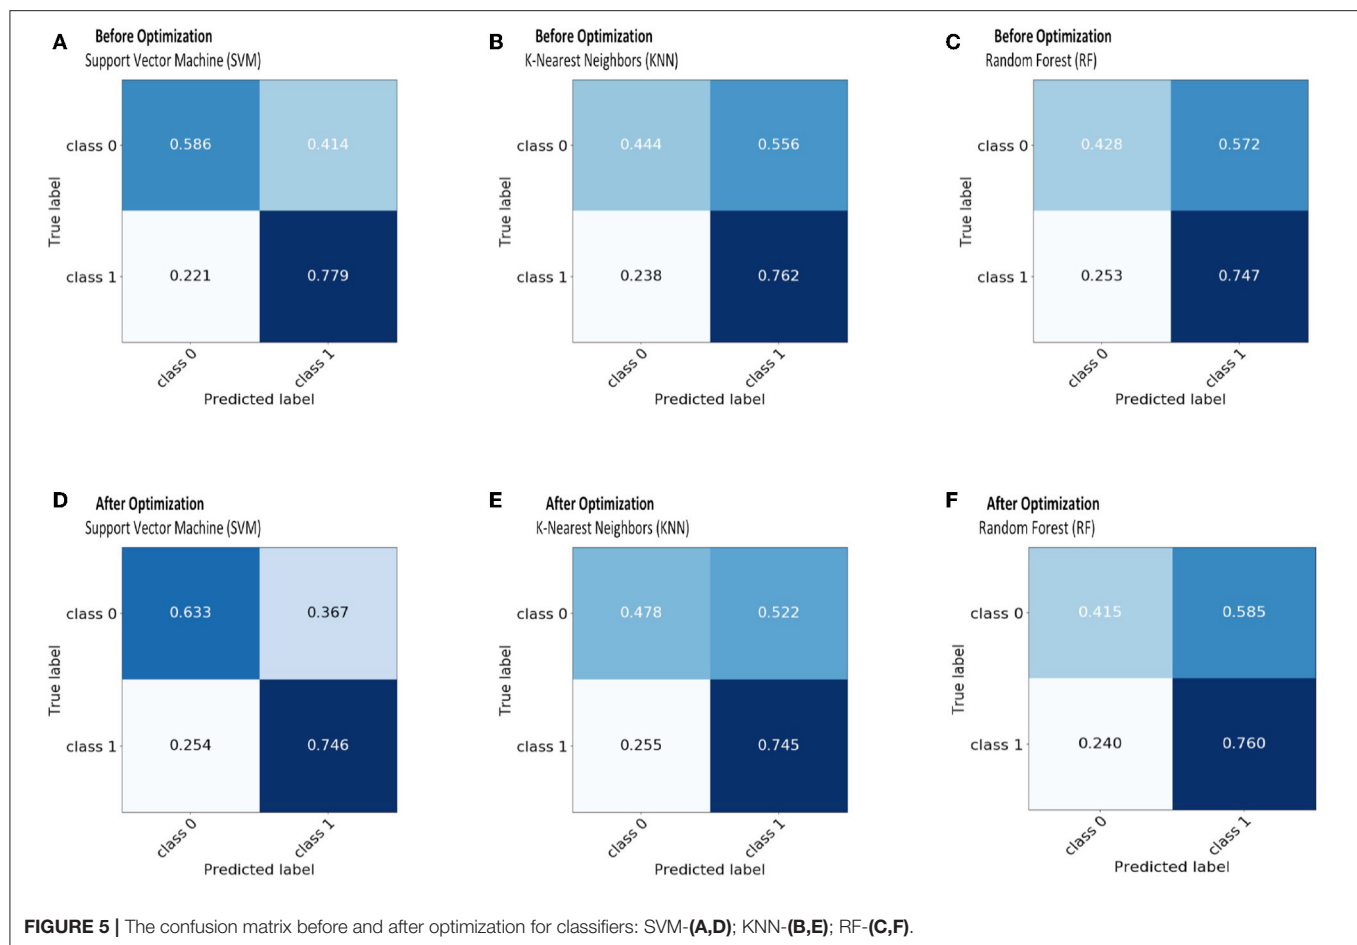 A Before Optimization
Support Vector Machine (SVM)
class 0 0.586 0.414
class 1 0.221 0.779
True label
class 0 class 1
Predicted label
B Before Optimization
K-Nearest Neighbors (KNN)
class 0 0.444 0.556
class 1 0.238 0.762
True label
class 0 class 1
Predicted label
C Before Optimization
Random Forest (RF)
class 0 0.428 0.572
class 1 0.253 0.747
True label
class 0 class 1
Predicted label
D After Optimization
Support Vector Machine (SVM)
class 0 0.633 0.367
class 1 0.254 0.746
True label
class 0 class 1
Predicted label
E After Optimization
K-Nearest Neighbors (KNN)
class 0 0.478 0.522
class 1 0.255 0.745
True label
class 0 class 1
Predicted label
F After Optimization
Random Forest (RF)
class 0 0.415 0.585
class 1 0.240 0.760
True label
class 0 class 1
Predicted label
FIGURE 5 | The confusion matrix before and after optimization for classifiers: SVM-(A,D); KNN-(B,E); RF-(C,F).